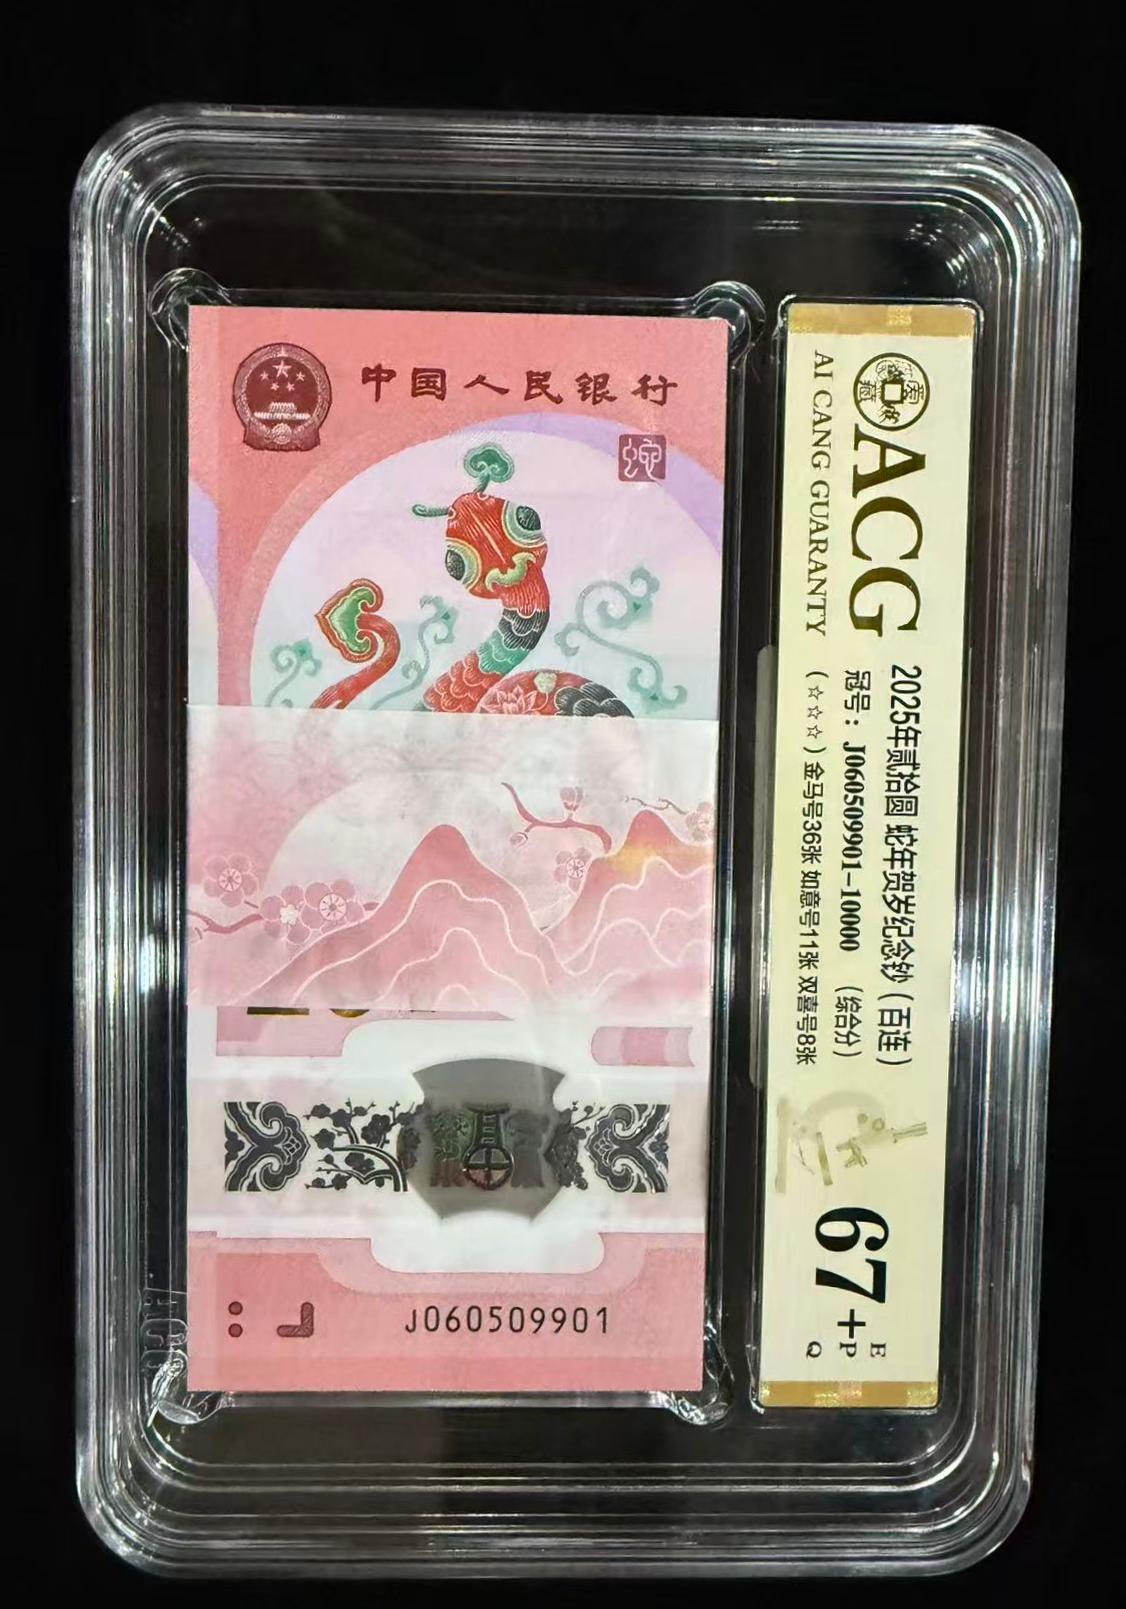 中国人民银行
蛇
J060509901
ACG
AI CANG GUARANTY
2025年贰拾圆 蛇年贺岁纪念钞（百连）
冠号：J060509901-10000 （综合分）
（☆☆☆）金马号36张 如意号11张 双喜号8张
67+
E
P
Q